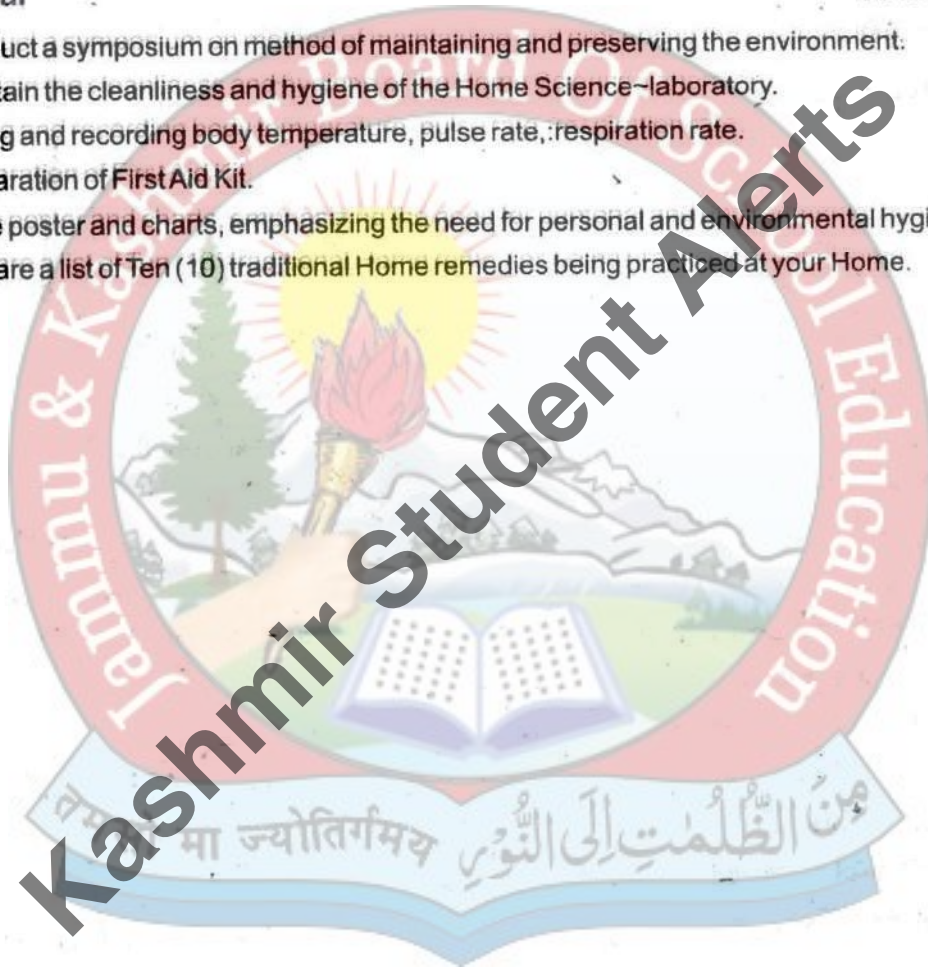 uct a symposium on method of maintaining and preserving the environment.
ain the cleanliness and hygiene of the Home Science~laboratory.
g and recording body temperature, pulse rate,:respiration rate.
aration of First Aid Kit.
e poster and charts, emphasizing the need for personal and environmental hygi
are a list of Ten (10) traditional Home remedies being practiced at your Home.
Jammu & Kashmir Board Of School Education
Kashmir Student Alerts
मा ज्योतिर्गमय
مِنَ الظُّلُمٰتِ اِلَى النُّوْرِ